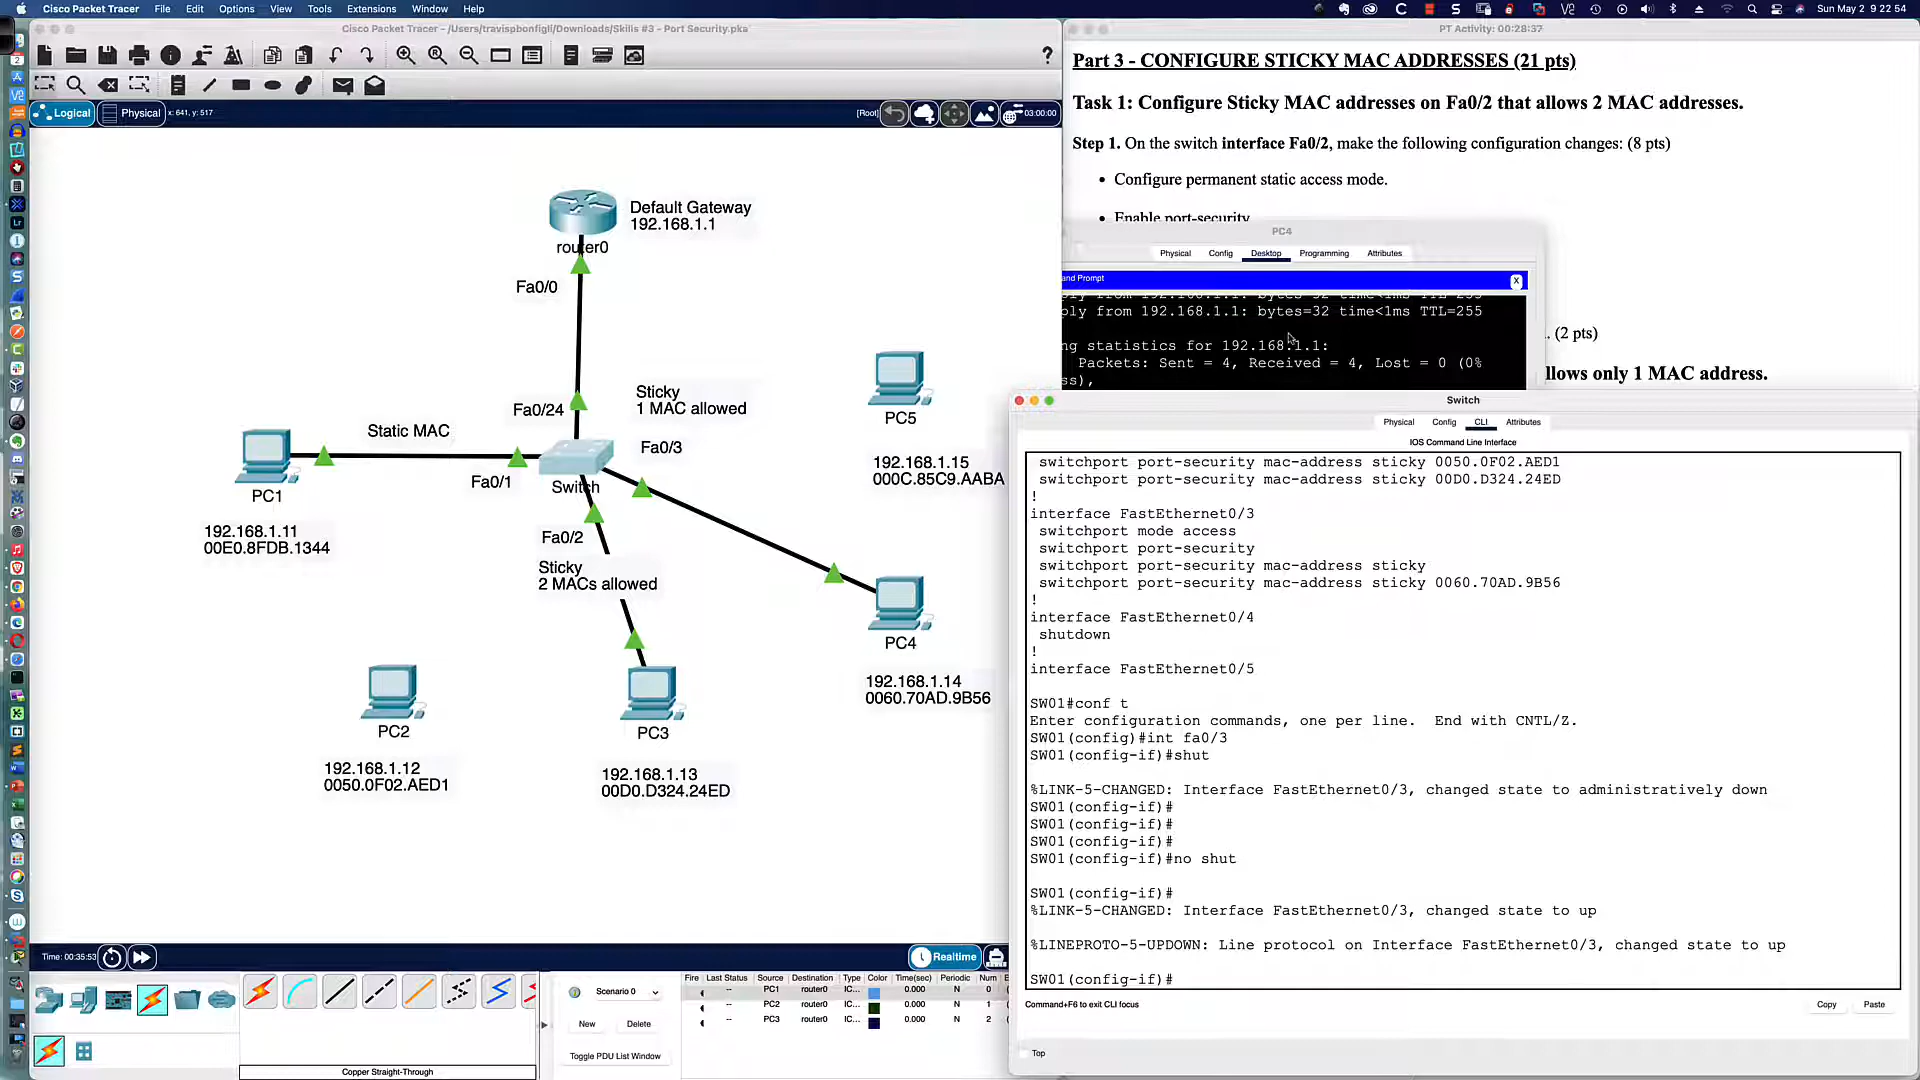 Cisco Packet Tracer File Edit Options View Tools Extensions Window Help
Sun May 2 9 22 54
Cisco Packet Tracer – /Users/travispbonfigli/Downloads/Skills #3 - Port Security.pka
Logical
Physical
x: 641, y: 517
[Root]
03:00:00
Default Gateway
192.168.1.1
router0
Fa0/0
Sticky
1 MAC allowed
Fa0/24
Fa0/3
PC5
192.168.1.15
000C.85C9.AABA
Static MAC
PC1
Fa0/1
Switch
192.168.1.11
00E0.8FDB.1344
Fa0/2
Sticky
2 MACs allowed
PC4
192.168.1.14
0060.70AD.9B56
PC2
192.168.1.12
0050.0F02.AED1
PC3
192.168.1.13
00D0.D324.24ED
Time: 00:35:53
Realtime
Scenario 0
New
Delete
Toggle PDU List Window
Copper Straight-Through
Fire Last Status Source Destination Type Color Time(sec) Periodic Num
-- PC1 router0 IC... 0.000 N 0
-- PC2 router0 IC... 0.000 N 1
-- PC3 router0 IC... 0.000 N 2
PT Activity: 00:28:37
Part 3 - CONFIGURE STICKY MAC ADDRESSES (21 pts)
Task 1: Configure Sticky MAC addresses on Fa0/2 that allows 2 MAC addresses.
Step 1. On the switch interface Fa0/2, make the following configuration changes: (8 pts)
• Configure permanent static access mode.
• Enable port-security
. (2 pts)
llows only 1 MAC address.
PC4
Physical Config Desktop Programming Attributes
and Prompt
X
ply from 192.168.1.1: bytes=32 time<1ms TTL=255
ply from 192.168.1.1: bytes=32 time<1ms TTL=255
ng statistics for 192.168.1.1:
Packets: Sent = 4, Received = 4, Lost = 0 (0%
ss),
Switch
Physical Config CLI Attributes
IOS Command Line Interface
switchport port-security mac-address sticky 0050.0F02.AED1
switchport port-security mac-address sticky 00D0.D324.24ED
!
interface FastEthernet0/3
switchport mode access
switchport port-security
switchport port-security mac-address sticky
switchport port-security mac-address sticky 0060.70AD.9B56
!
interface FastEthernet0/4
shutdown
!
interface FastEthernet0/5
SW01#conf t
Enter configuration commands, one per line.  End with CNTL/Z.
SW01(config)#int fa0/3
SW01(config-if)#shut
%LINK-5-CHANGED: Interface FastEthernet0/3, changed state to administratively down
SW01(config-if)#
SW01(config-if)#
SW01(config-if)#
SW01(config-if)#no shut
SW01(config-if)#
%LINK-5-CHANGED: Interface FastEthernet0/3, changed state to up
%LINEPROTO-5-UPDOWN: Line protocol on Interface FastEthernet0/3, changed state to up
SW01(config-if)#
Command+F6 to exit CLI focus
Copy
Paste
Top